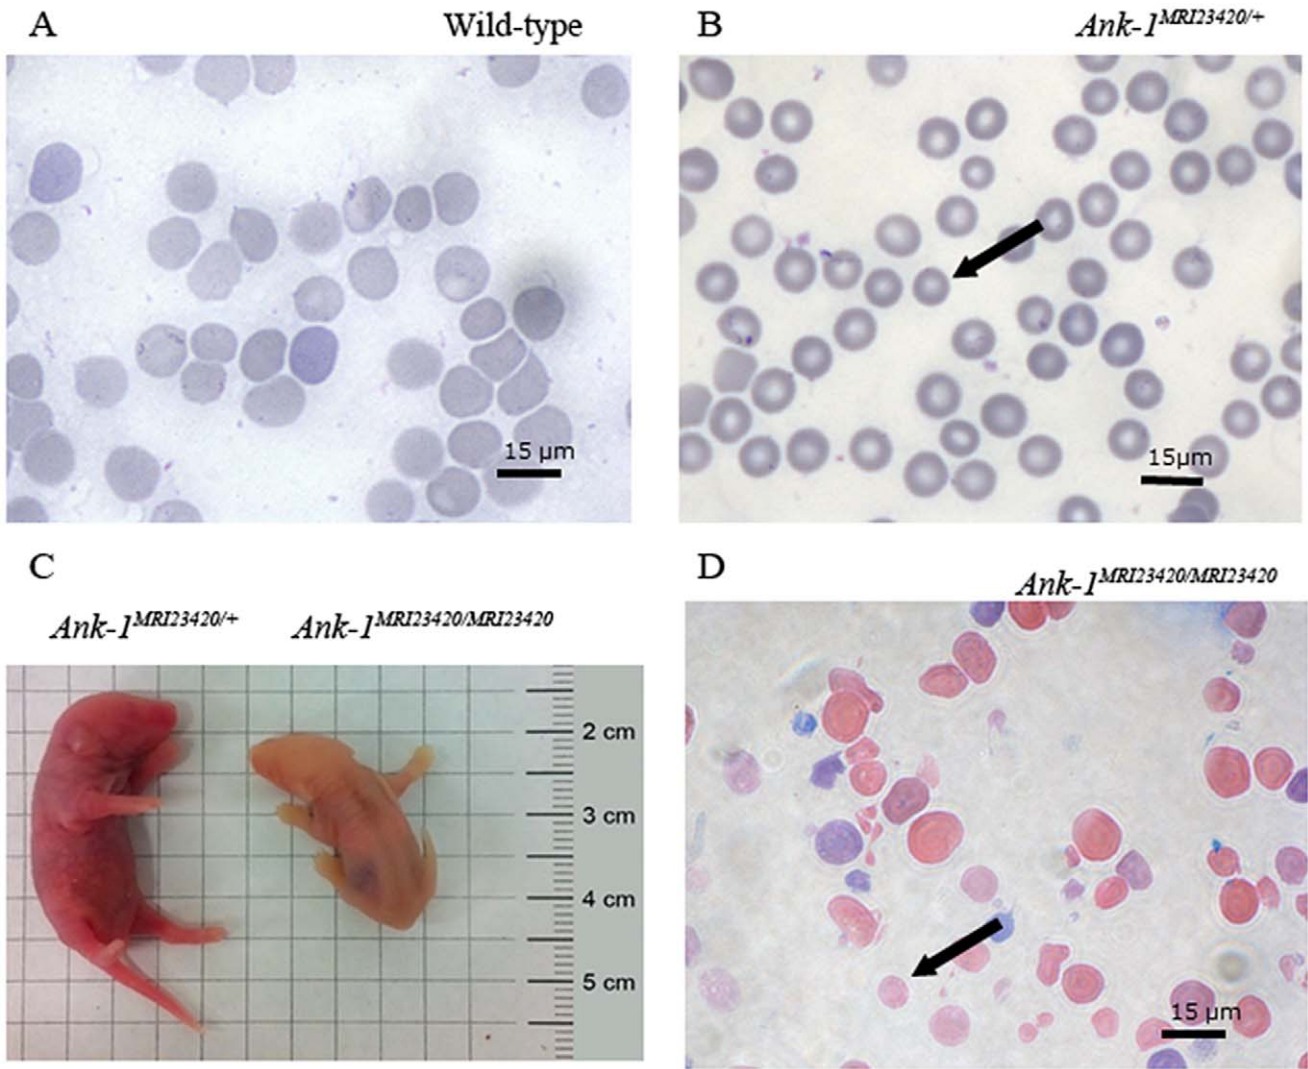 A
Wild-type
B
Ank-1MRI23420/+
15 µm
15µm
C
Ank-1MRI23420/+
Ank-1MRI23420/MRI23420
D
Ank-1MRI23420/MRI23420
2 cm
3 cm
4 cm
5 cm
15 µm